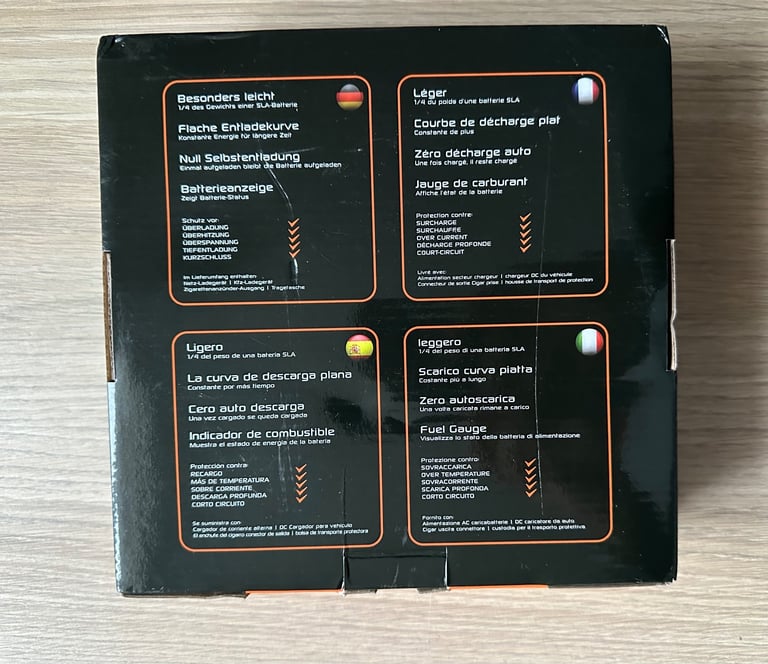 Besonders leicht
1/4 des Gewichts einer SLA-Batterie
Flache Entladekurve
Konstante Energie für längere Zeit
Null Selbstentladung
Einmal aufgeladen bleibt die Batterie aufgeladen
Batterieanzeige
Zeigt Batterie-Status
Schutz vor:
ÜBERLADUNG
ÜBERHITZUNG
ÜBERSPANNUNG
TIEFENTLADUNG
KURZSCHLUSS
Im Lieferumfang enthalten:
Netz-Ladegerät | Kfz-Ladegerät
Zigarettenanzünder-Ausgang | Tragetasche
Léger
1/4 du poids d'une batterie SLA
Courbe de décharge plat
Constante de plus
Zéro décharge auto
Une fois chargé, il reste chargé
Jauge de carburant
Affiche l'état de la batterie
Protection contre:
SURCHARGE
SURCHAUFFE
OVER CURRENT
DÉCHARGE PROFONDE
COURT-CIRCUIT
Livré avec:
Alimentation secteur chargeur | chargeur DC du véhicule
Connecteur de sortie Cigar prise | housse de transport de protection
Ligero
1/4 del peso de una batería SLA
La curva de descarga plana
Constante por más tiempo
Cero auto descarga
Una vez cargado se queda cargada
Indicador de combustible
Muestra el estado de energía de la batería
Protección contra:
RECARGO
MÁS DE TEMPERATURA
SOBRE CORRIENTE
DESCARGA PROFUNDA
CORTO CIRCUITO
Se suministra con:
Cargador de corriente alterna | DC Cargador para vehículo
El enchufe del cigarro conector de salida | bolsa de transporte protectora
leggero
1/4 del peso di una batteria SLA
Scarico curva piatta
Costante più a lungo
Zero autoscarica
Una volta caricata rimane a carico
Fuel Gauge
Visualizza lo stato della batteria di alimentazione
Protezione contro:
SOVRACCARICA
OVER TEMPERATURE
SOVRACORRENTE
SCARICA PROFONDA
CORTO CIRCUITO
Fornito con:
Alimentazione AC caricabatterie | DC caricatore da auto
Cigar uscita connettore | custodia per il trasporto protettiva